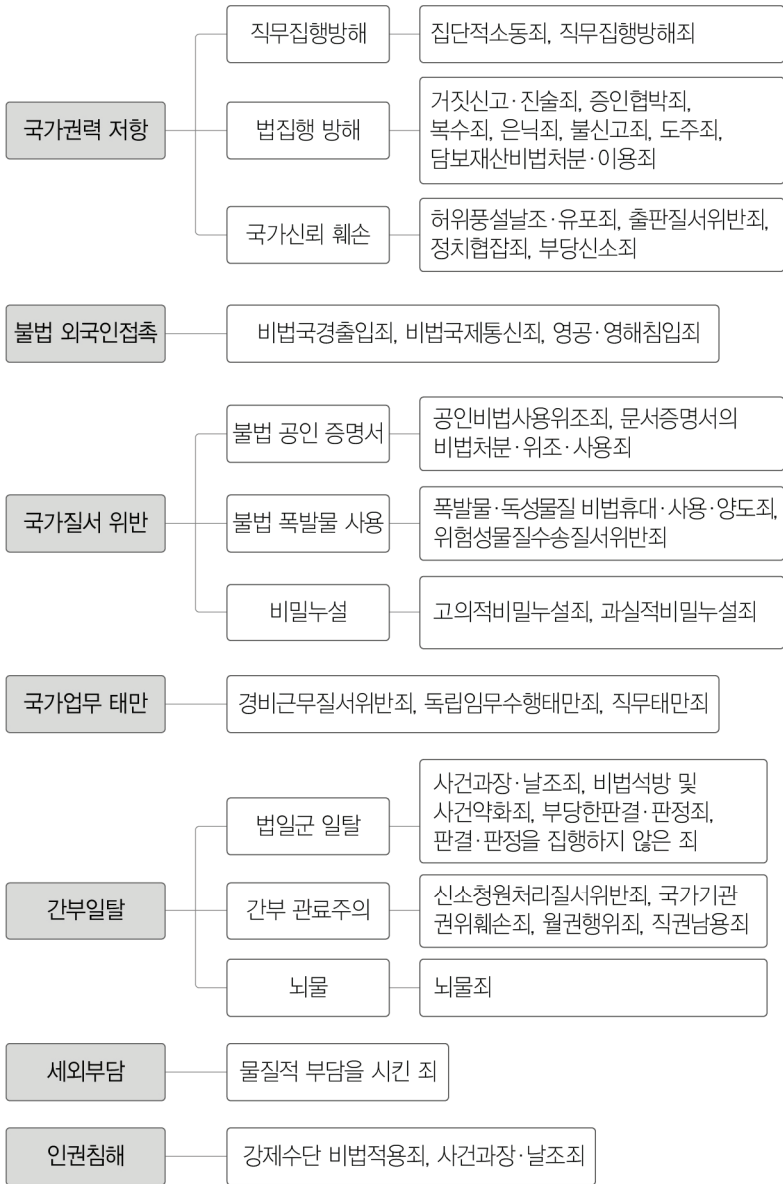 국가권력 저항
직무집행방해
집단적소동죄, 직무집행방해죄
법집행 방해
거짓신고·진술죄, 증인협박죄,
복수죄, 은닉죄, 불신고죄, 도주죄,
담보재산비법처분·이용죄
국가신뢰 훼손
허위풍설날조·유포죄, 출판질서위반죄,
정치협잡죄, 부당신소죄
불법 외국인접촉
비법국경출입죄, 비법국제통신죄, 영공·영해침입죄
국가질서 위반
불법 공인 증명서
공인비법사용위조죄, 문서증명서의
비법처분·위조·사용죄
불법 폭발물 사용
폭발물·독성물질 비법휴대·사용·양도죄,
위험성물질수송질서위반죄
비밀누설
고의적비밀누설죄, 과실적비밀누설죄
국가업무 태만
경비근무질서위반죄, 독립임무수행태만죄, 직무태만죄
간부일탈
법일군 일탈
사건과장·날조죄, 비법석방 및
사건약화죄, 부당한판결·판정죄,
판결·판정을 집행하지 않은 죄
간부 관료주의
신소청원처리질서위반죄, 국가기관
권위훼손죄, 월권행위죄, 직권남용죄
뇌물
뇌물죄
세외부담
물질적 부담을 시킨 죄
인권침해
강제수단 비법적용죄, 사건과장·날조죄